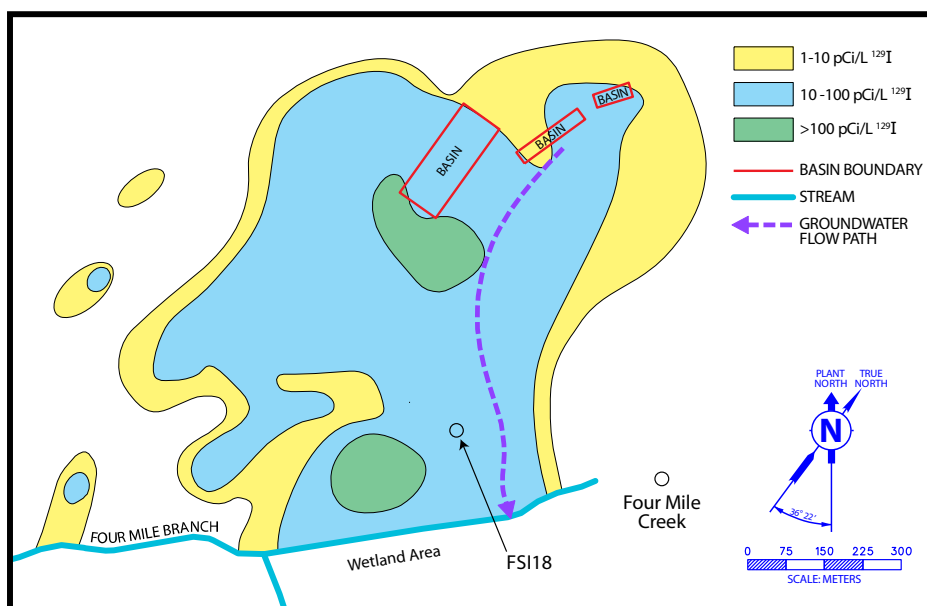 1-10 pCi/L ¹²⁹I
10 -100 pCi/L ¹²⁹I
>100 pCi/L ¹²⁹I
BASIN BOUNDARY
STREAM
GROUNDWATER
FLOW PATH
BASIN
BASIN
BASIN
PLANT
NORTH
TRUE
NORTH
N
36° 22'
Four Mile
Creek
FOUR MILE BRANCH
Wetland Area
FSI18
0 75 150 225 300
SCALE: METERS